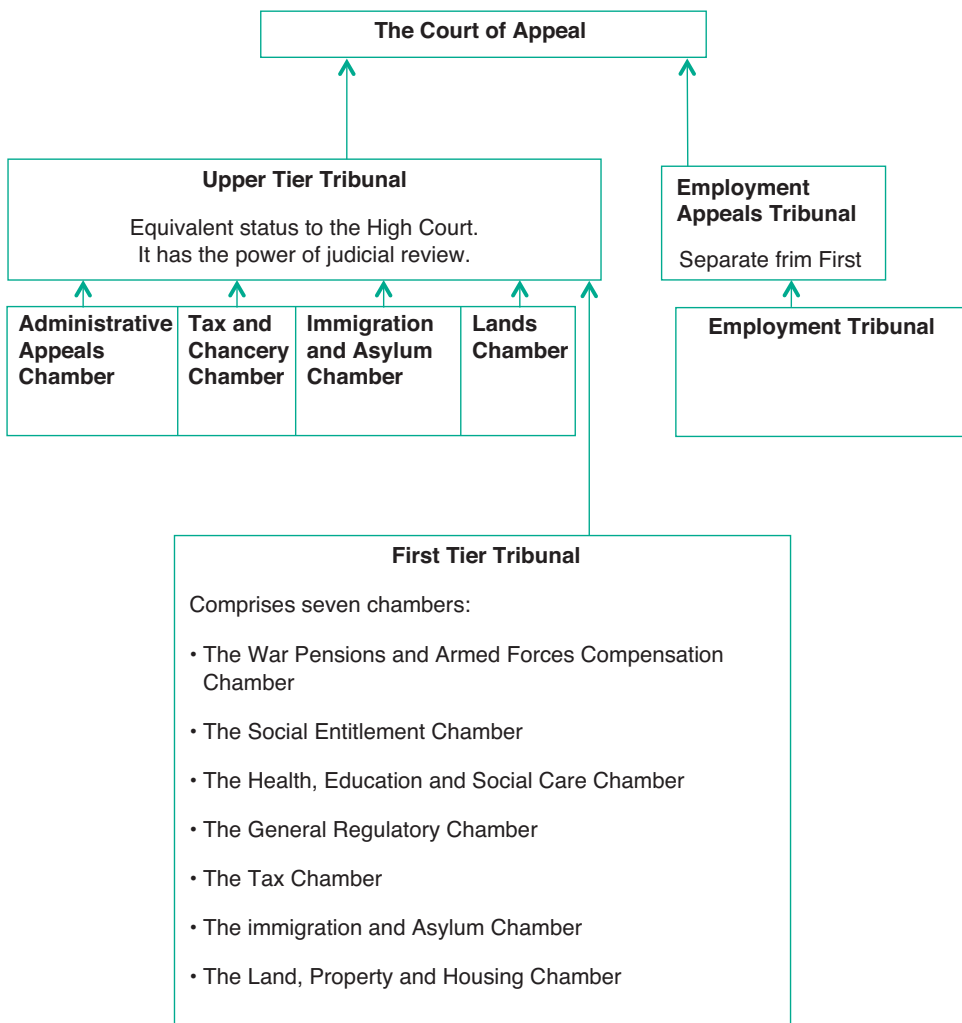 The Court of Appeal
Upper Tier Tribunal
Equivalent status to the High Court.
It has the power of judicial review.
Employment
Appeals Tribunal
Separate frim First
Administrative
Appeals
Chamber
Tax and
Chancery
Chamber
Immigration
and Asylum
Chamber
Lands
Chamber
Employment Tribunal
First Tier Tribunal
Comprises seven chambers:
• The War Pensions and Armed Forces Compensation
Chamber
• The Social Entitlement Chamber
• The Health, Education and Social Care Chamber
• The General Regulatory Chamber
• The Tax Chamber
• The immigration and Asylum Chamber
• The Land, Property and Housing Chamber